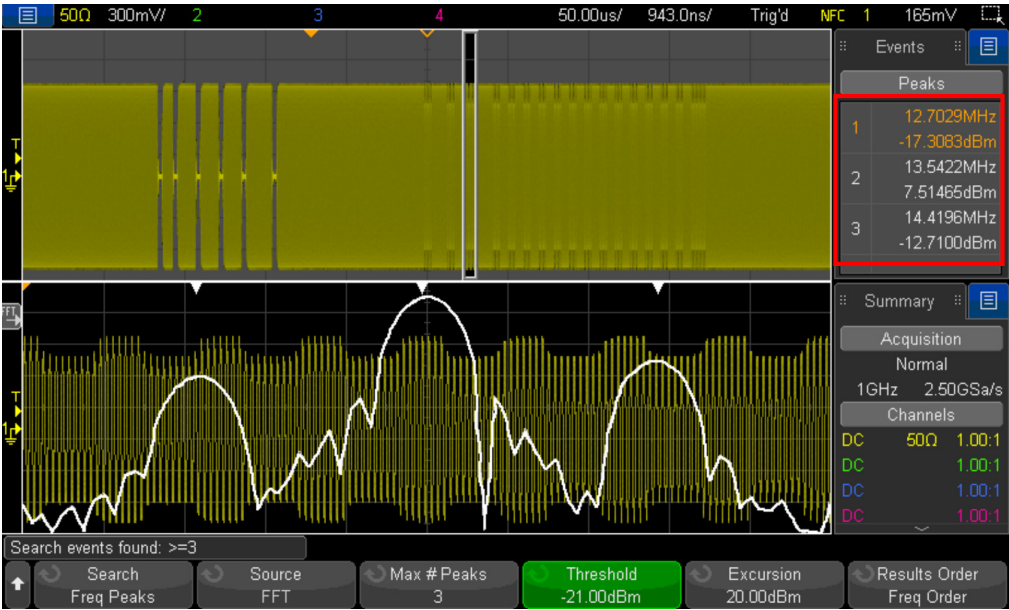 50Ω 300mV/ 2 3 4 50.00us/ 943.0ns/ Trig'd NFC 1 165mV
Events
Peaks
1 12.7029MHz
-17.3083dBm
2 13.5422MHz
7.51465dBm
3 14.4196MHz
-12.7100dBm
T
1
FFT
T
1
Summary
Acquisition
Normal
1GHz 2.50GSa/s
Channels
DC 50Ω 1.00:1
DC 1.00:1
DC 1.00:1
DC 1.00:1
Search events found: >=3
Search
Freq Peaks
Source
FFT
Max # Peaks
3
Threshold
-21.00dBm
Excursion
20.00dBm
Results Order
Freq Order